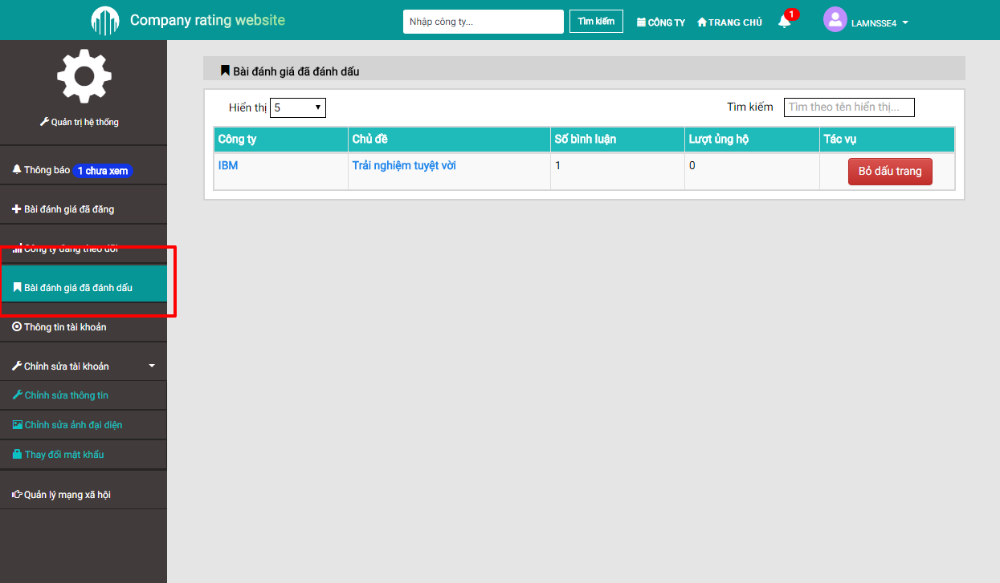 Company rating website
Nhập công ty...
Tìm kiếm
CÔNG TY
TRANG CHỦ
1
LAMNSSE4
Quản trị hệ thống
Thông báo 1 chưa xem
Bài đánh giá đã đăng
Công ty đang theo dõi
Bài đánh giá đã đánh dấu
Thông tin tài khoản
Chỉnh sửa tài khoản
Chỉnh sửa thông tin
Chỉnh sửa ảnh đại diện
Thay đổi mật khẩu
Quản lý mạng xã hội
Bài đánh giá đã đánh dấu
Hiển thị 5
Tìm kiếm Tìm theo tên hiển thị...
Công ty Chủ đề Số bình luận Lượt ủng hộ Tác vụ
IBM Trải nghiệm tuyệt vời 1 0 Bỏ dấu trang